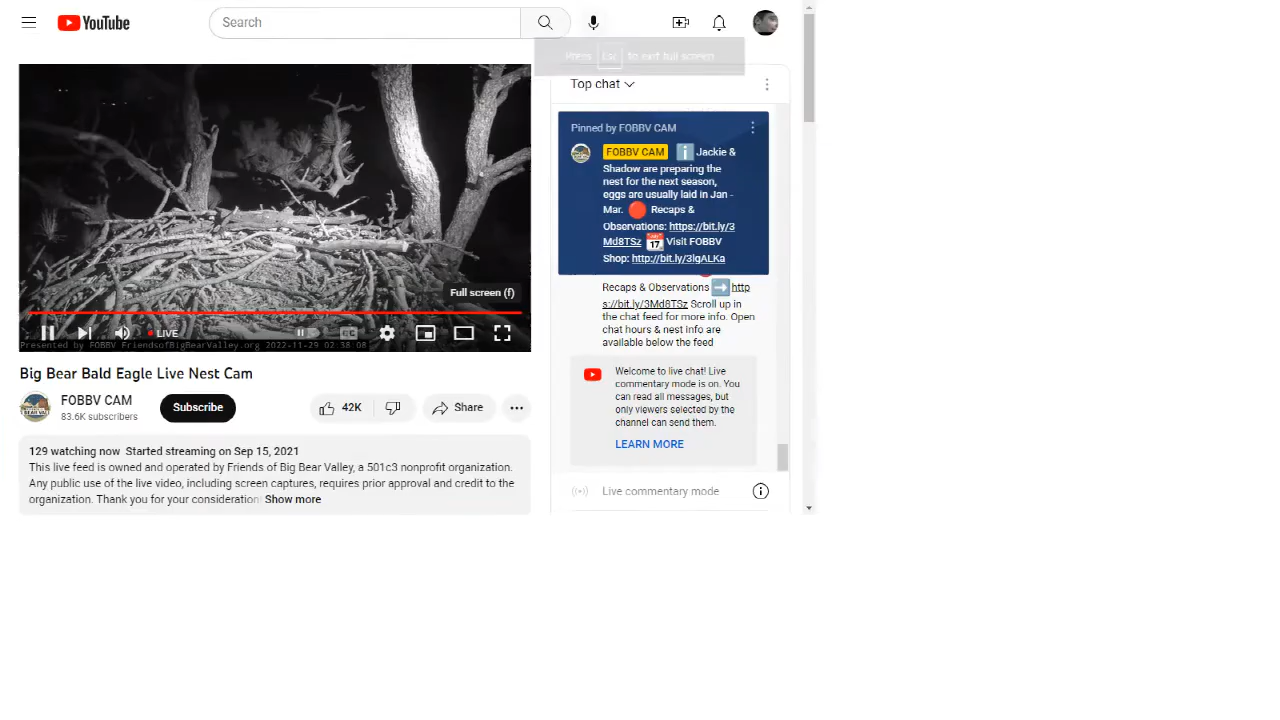 YouTube
Search
Press Esc to exit full screen
Top chat
Pinned by FOBBV CAM
FOBBV CAM ℹ️ Jackie &
Shadow are preparing the
nest for the next season,
eggs are usually laid in Jan -
Mar. 🔴 Recaps &
Observations: https://bit.ly/3
Md8TSz 📆 Visit FOBBV
Shop: http://bit.ly/3lgALKa
Recaps & Observations ➡️ http
s://bit.ly/3Md8TSz Scroll up in
the chat feed for more info. Open
chat hours & nest info are
available below the feed
Welcome to live chat! Live
commentary mode is on. You
can read all messages, but
only viewers selected by the
channel can send them.
LEARN MORE
Live commentary mode
Full screen (f)
LIVE
CC
Presented by FOBBV FriendsofBigBearValley.org 2022-11-29 02:38:08
Big Bear Bald Eagle Live Nest Cam
FOBBV CAM
83.6K subscribers
Subscribe
42K
Share
129 watching now Started streaming on Sep 15, 2021
This live feed is owned and operated by Friends of Big Bear Valley, a 501c3 nonprofit organization.
Any public use of the live video, including screen captures, requires prior approval and credit to the
organization. Thank you for your consideration Show more